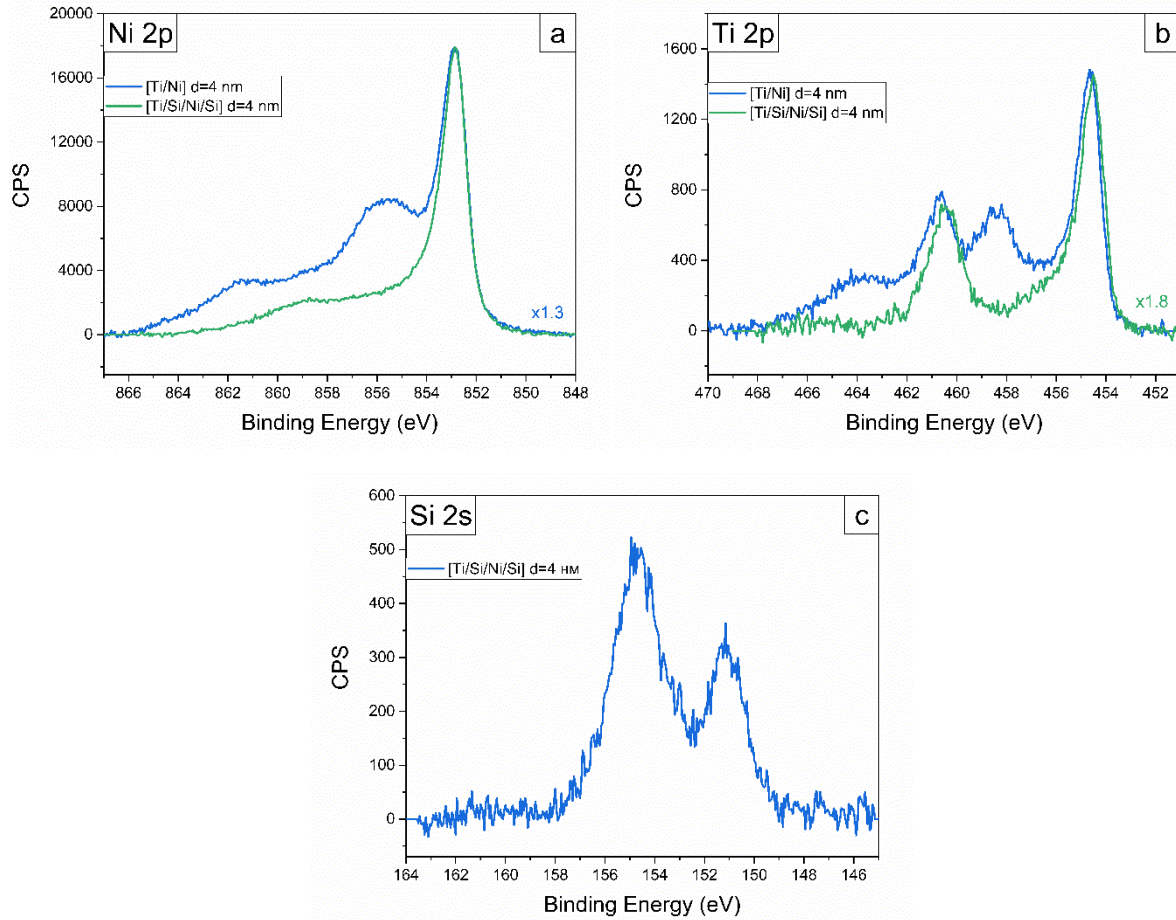 Ni 2p
a
[Ti/Ni] d=4 nm
[Ti/Si/Ni/Si] d=4 nm
x1.3
CPS
20000
16000
12000
8000
4000
0
866 864 862 860 858 856 854 852 850 848
Binding Energy (eV)
Ti 2p
b
[Ti/Ni] d=4 nm
[Ti/Si/Ni/Si] d=4 nm
x1.8
CPS
1600
1200
800
400
0
470 468 466 464 462 460 458 456 454 452
Binding Energy (eV)
Si 2s
c
[Ti/Si/Ni/Si] d=4 нм
CPS
600
500
400
300
200
100
0
164 162 160 158 156 154 152 150 148 146
Binding Energy (eV)